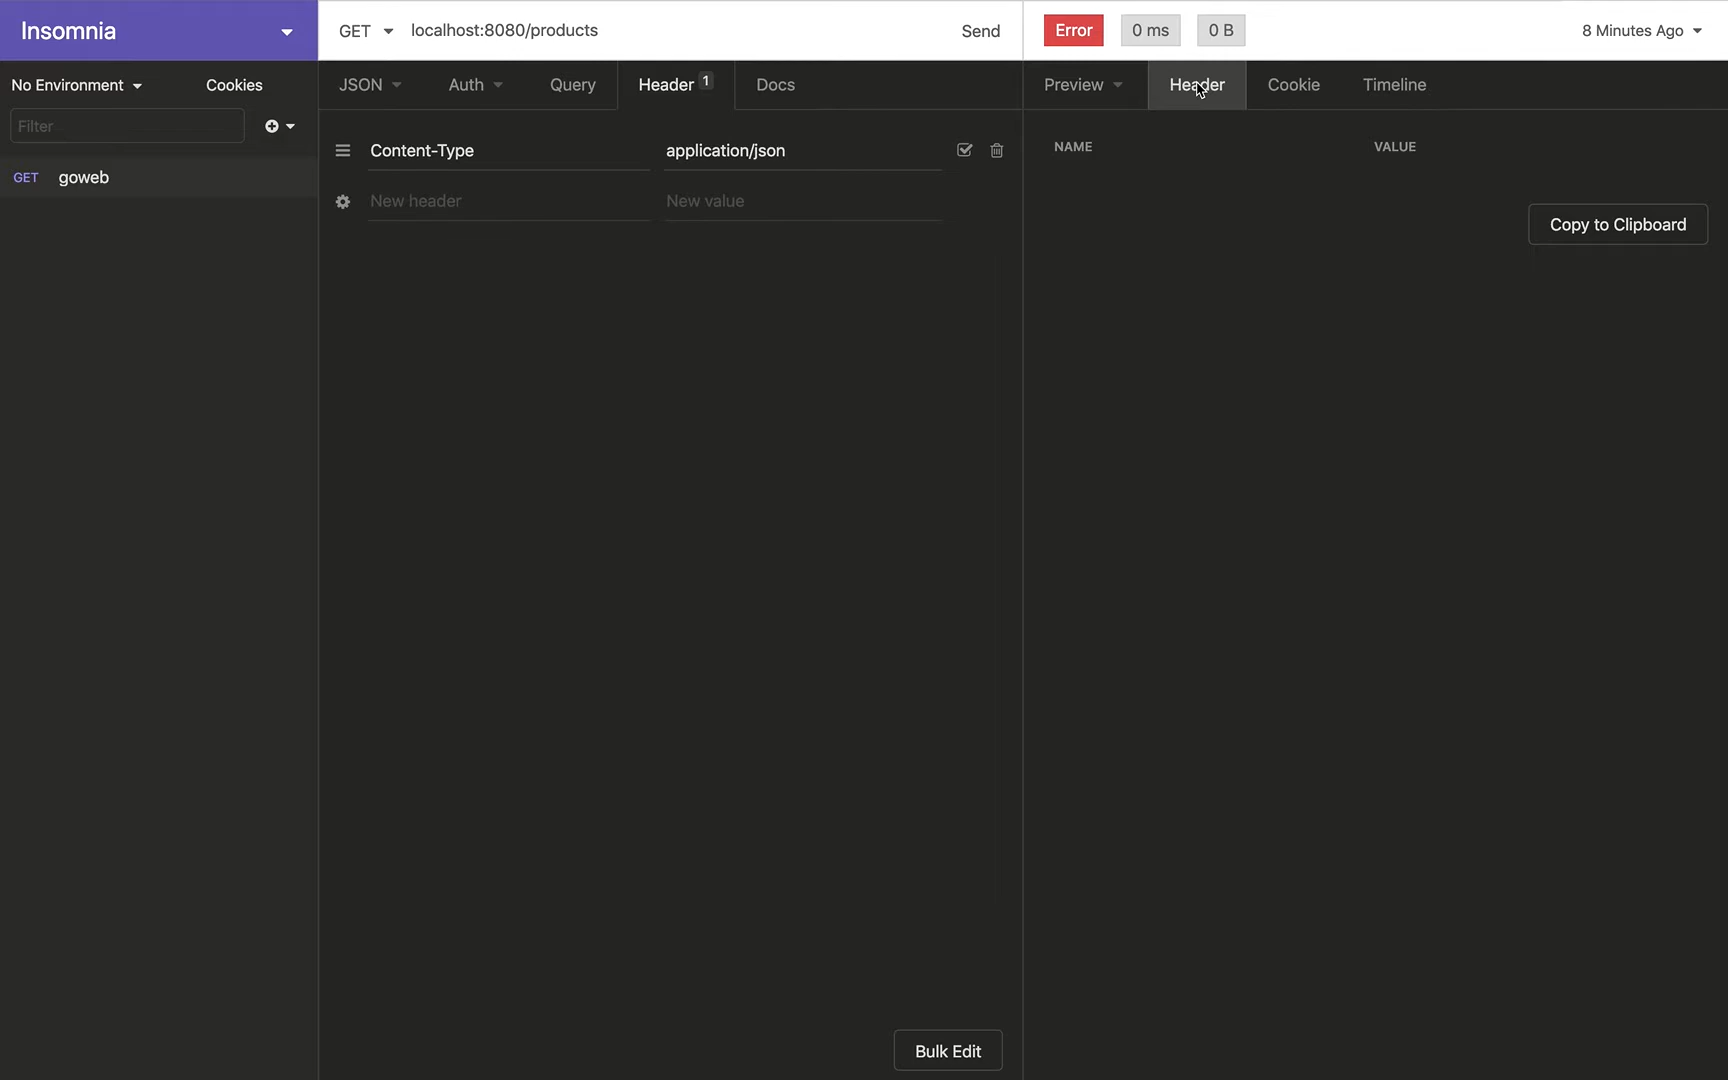 Insomnia
GET localhost:8080/products Send
Error 0 ms 0 B 8 Minutes Ago
No Environment Cookies
JSON Auth Query Header 1 Docs
Preview Header Cookie Timeline
Filter
GET goweb
Content-Type application/json
New header New value
NAME VALUE
Copy to Clipboard
Bulk Edit